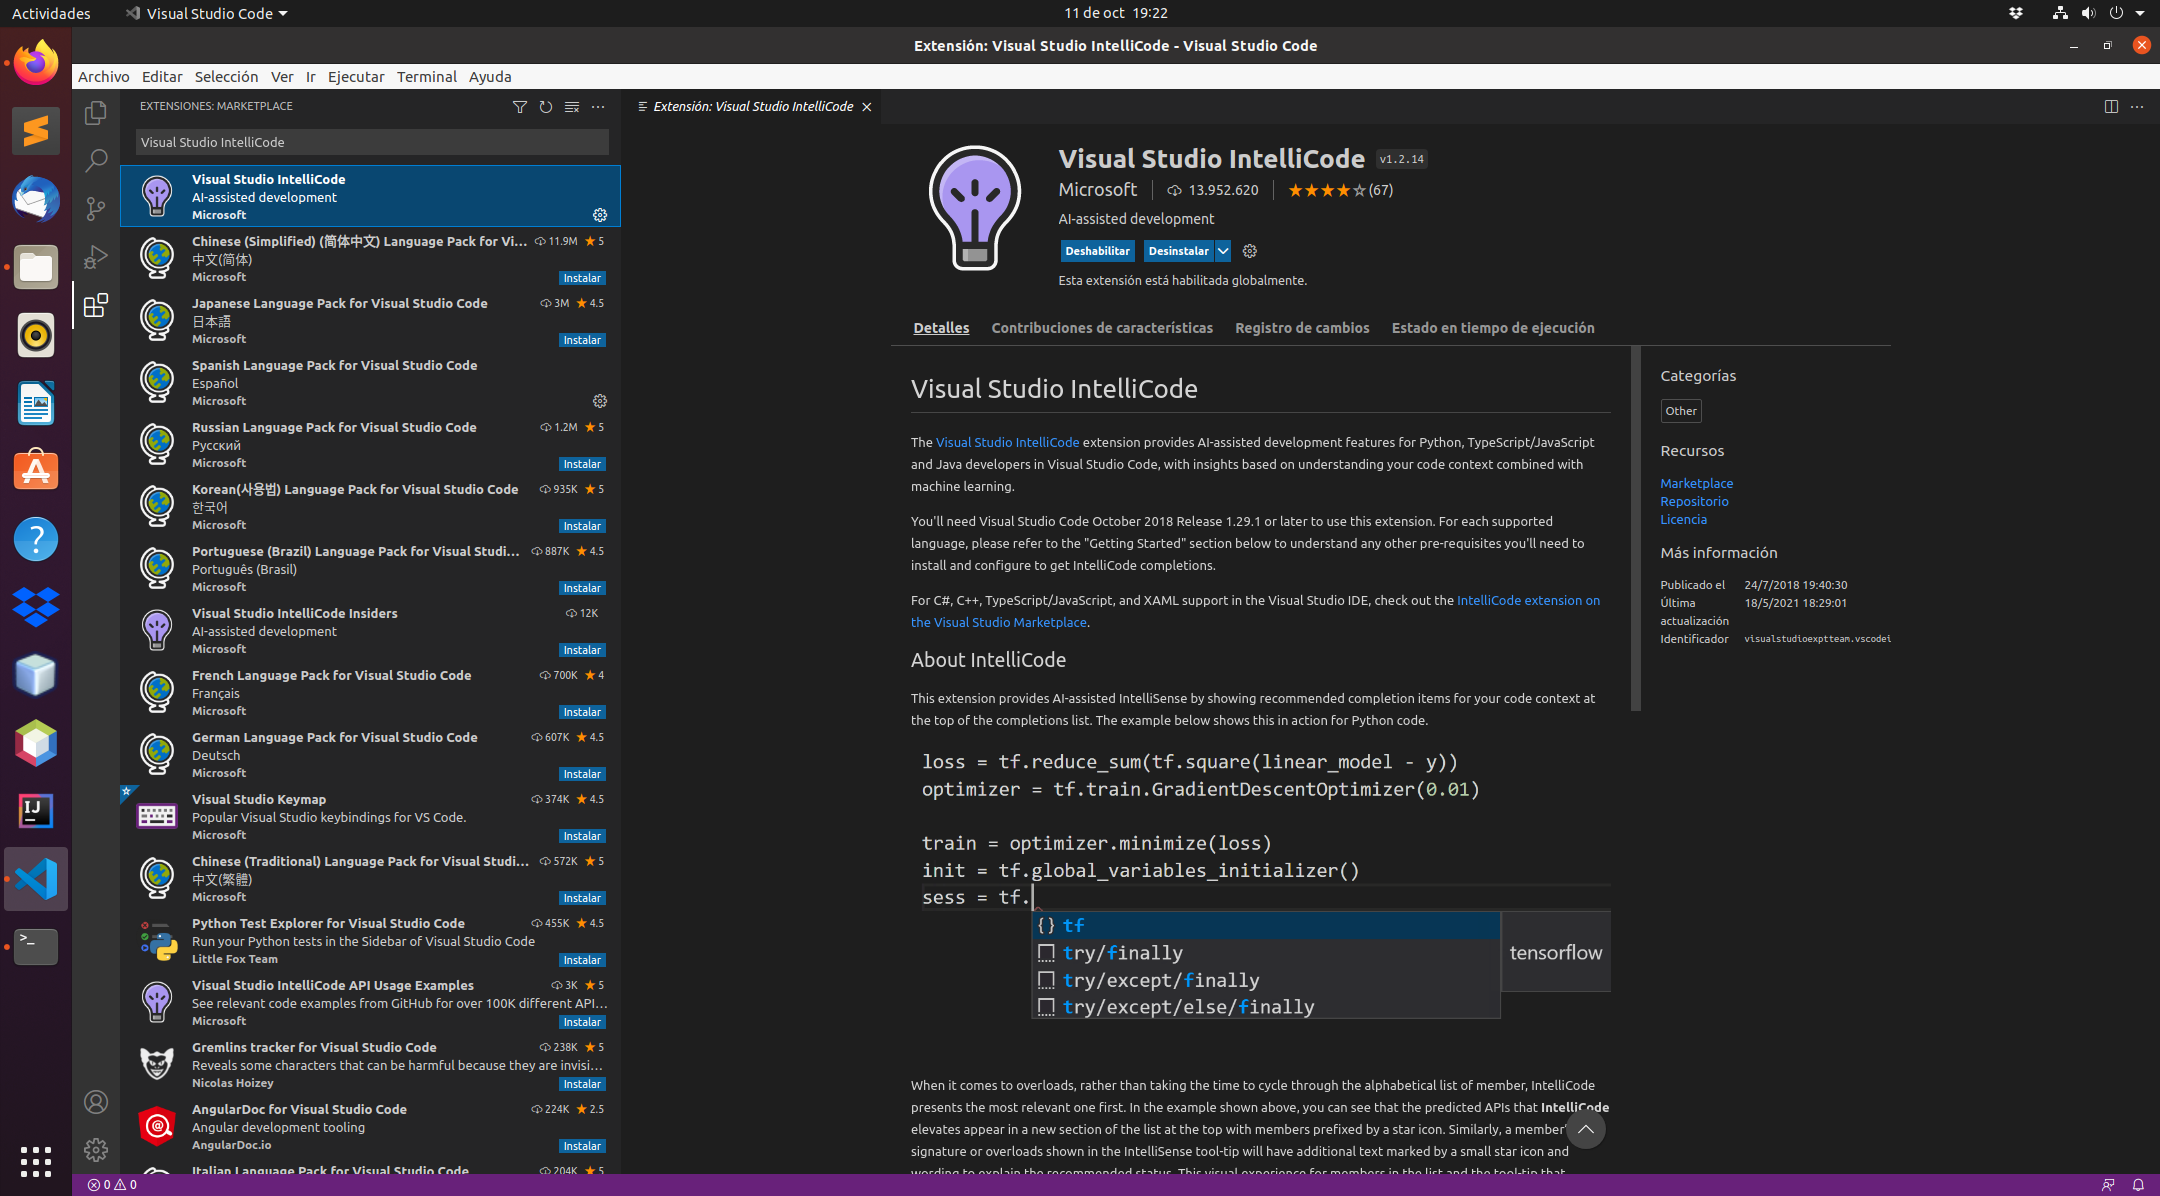 Actividades
Visual Studio Code
11 de oct 19:22
Extensión: Visual Studio IntelliCode - Visual Studio Code
Archivo Editar Selección Ver Ir Ejecutar Terminal Ayuda
EXTENSIONES: MARKETPLACE
Visual Studio IntelliCode
Visual Studio IntelliCode
AI-assisted development
Microsoft
Chinese (Simplified) (简体中文) Language Pack for Vi... 11.9M ★ 5
中文(简体)
Microsoft Instalar
Japanese Language Pack for Visual Studio Code 3M ★ 4.5
日本語
Microsoft Instalar
Spanish Language Pack for Visual Studio Code
Español
Microsoft
Russian Language Pack for Visual Studio Code 1.2M ★ 5
Русский
Microsoft Instalar
Korean(사용법) Language Pack for Visual Studio Code 935K ★ 5
한국어
Microsoft Instalar
Portuguese (Brazil) Language Pack for Visual Studi... 887K ★ 4.5
Português (Brasil)
Microsoft Instalar
Visual Studio IntelliCode Insiders 12K
AI-assisted development
Microsoft Instalar
French Language Pack for Visual Studio Code 700K ★ 4
Français
Microsoft Instalar
German Language Pack for Visual Studio Code 607K ★ 4.5
Deutsch
Microsoft Instalar
Visual Studio Keymap 374K ★ 4.5
Popular Visual Studio keybindings for VS Code.
Microsoft Instalar
Chinese (Traditional) Language Pack for Visual Studi... 572K ★ 5
中文(繁體)
Microsoft Instalar
Python Test Explorer for Visual Studio Code 455K ★ 4.5
Run your Python tests in the Sidebar of Visual Studio Code
Little Fox Team Instalar
Visual Studio IntelliCode API Usage Examples 3K ★ 5
See relevant code examples from GitHub for over 100K different API...
Microsoft Instalar
Gremlins tracker for Visual Studio Code 238K ★ 5
Reveals some characters that can be harmful because they are invisi...
Nicolas Hoizey Instalar
AngularDoc for Visual Studio Code 224K ★ 2.5
Angular development tooling
AngularDoc.io Instalar
Italian Language Pack for Visual Studio Code 204K ★ 5
Extensión: Visual Studio IntelliCode
Visual Studio IntelliCode v1.2.14
Microsoft 13.952.620 ★★★★☆(67)
AI-assisted development
Deshabilitar Desinstalar
Esta extensión está habilitada globalmente.
Detalles Contribuciones de características Registro de cambios Estado en tiempo de ejecución
Visual Studio IntelliCode
The Visual Studio IntelliCode extension provides AI-assisted development features for Python, TypeScript/JavaScript
and Java developers in Visual Studio Code, with insights based on understanding your code context combined with
machine learning.
You'll need Visual Studio Code October 2018 Release 1.29.1 or later to use this extension. For each supported
language, please refer to the "Getting Started" section below to understand any other pre-requisites you'll need to
install and configure to get IntelliCode completions.
For C#, C++, TypeScript/JavaScript, and XAML support in the Visual Studio IDE, check out the IntelliCode extension on
the Visual Studio Marketplace.
About IntelliCode
This extension provides AI-assisted IntelliSense by showing recommended completion items for your code context at
the top of the completions list. The example below shows this in action for Python code.
loss = tf.reduce_sum(tf.square(linear_model - y))
optimizer = tf.train.GradientDescentOptimizer(0.01)
train = optimizer.minimize(loss)
init = tf.global_variables_initializer()
sess = tf.
{} tf
try/finally
try/except/finally
try/except/else/finally
tensorflow
When it comes to overloads, rather than taking the time to cycle through the alphabetical list of member, IntelliCode
presents the most relevant one first. In the example shown above, you can see that the predicted APIs that IntelliCode
elevates appear in a new section of the list at the top with members prefixed by a star icon. Similarly, a member'
signature or overloads shown in the IntelliSense tool-tip will have additional text marked by a small star icon and
wording to explain the recommended status. This visual experience for members in the list and the tool-tip that
Categorías
Other
Recursos
Marketplace
Repositorio
Licencia
Más información
Publicado el 24/7/2018 19:40:30
Última actualización 18/5/2021 18:29:01
Identificador visualstudioexptteam.vscodei
IJ
0 0